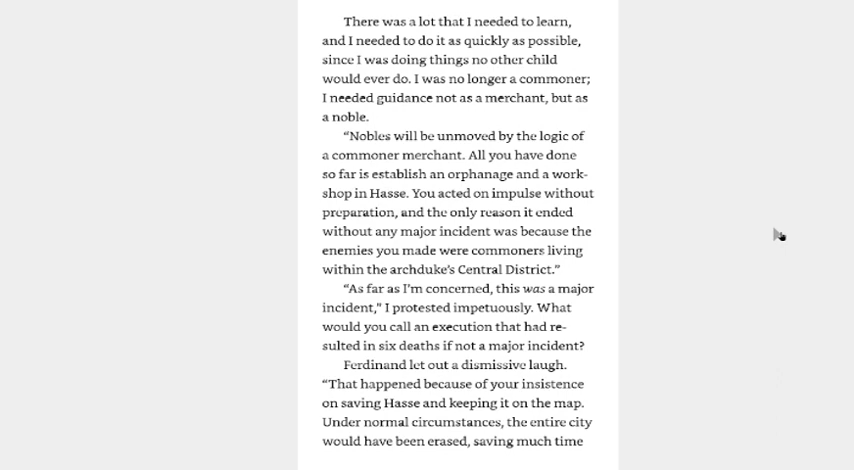 There was a lot that I needed to learn,
and I needed to do it as quickly as possible,
since I was doing things no other child
would ever do. I was no longer a commoner;
I needed guidance not as a merchant, but as
a noble.
“Nobles will be unmoved by the logic of
a commoner merchant. All you have done
so far is establish an orphanage and a work-
shop in Hasse. You acted on impulse without
preparation, and the only reason it ended
without any major incident was because the
enemies you made were commoners living
within the archduke’s Central District.”
“As far as I’m concerned, this was a major
incident,” I protested impetuously. What
would you call an execution that had re-
sulted in six deaths if not a major incident?
Ferdinand let out a dismissive laugh.
“That happened because of your insistence
on saving Hasse and keeping it on the map.
Under normal circumstances, the entire city
would have been erased, saving much time